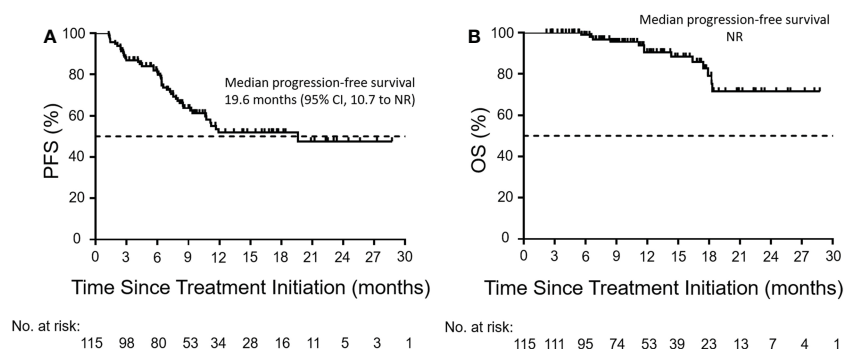 A
Median progression-free survival
19.6 months (95% CI, 10.7 to NR)
PFS (%)
100
80
60
40
20
0
0 3 6 9 12 15 18 21 24 27 30
Time Since Treatment Initiation (months)
No. at risk:
115 98 80 53 34 28 16 11 5 3 1
B
Median progression-free survival
NR
OS (%)
100
80
60
40
20
0
0 3 6 9 12 15 18 21 24 27 30
Time Since Treatment Initiation (months)
No. at risk:
115 111 95 74 53 39 23 13 7 4 1